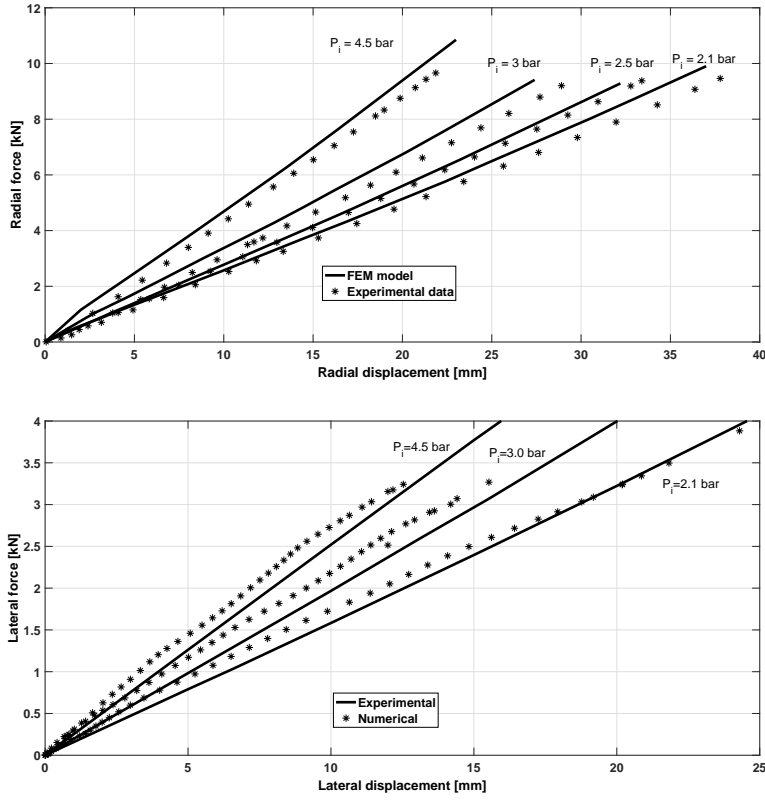 12
10
8
6
4
2
0
Radial force [kN]
P_i = 4.5 bar
P_i = 3 bar
P_i = 2.5 bar
P_i = 2.1 bar
FEM model
Experimental data
0 5 10 15 20 25 30 35 40
Radial displacement [mm]
4
3.5
3
2.5
2
1.5
1
0.5
0
Lateral force [kN]
P_i=4.5 bar
P_i=3.0 bar
P_i=2.1 bar
Experimental
Numerical
0 5 10 15 20 25
Lateral displacement [mm]